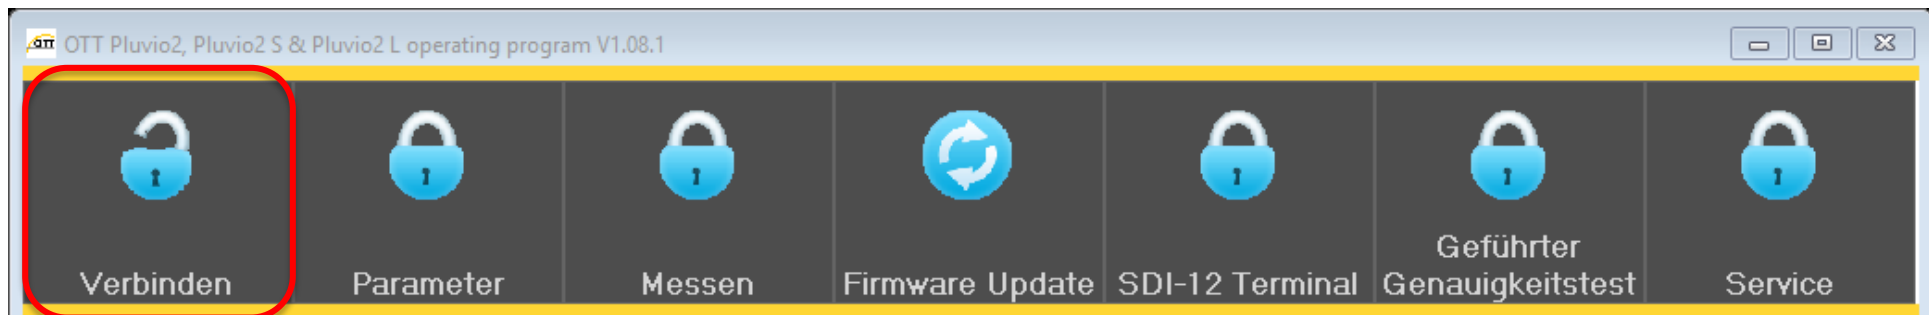 OTT OTT Pluvio2, Pluvio2 S & Pluvio2 L operating program V1.08.1
Verbinden
Parameter
Messen
Firmware Update
SDI-12 Terminal
Geführter
Genauigkeitstest
Service